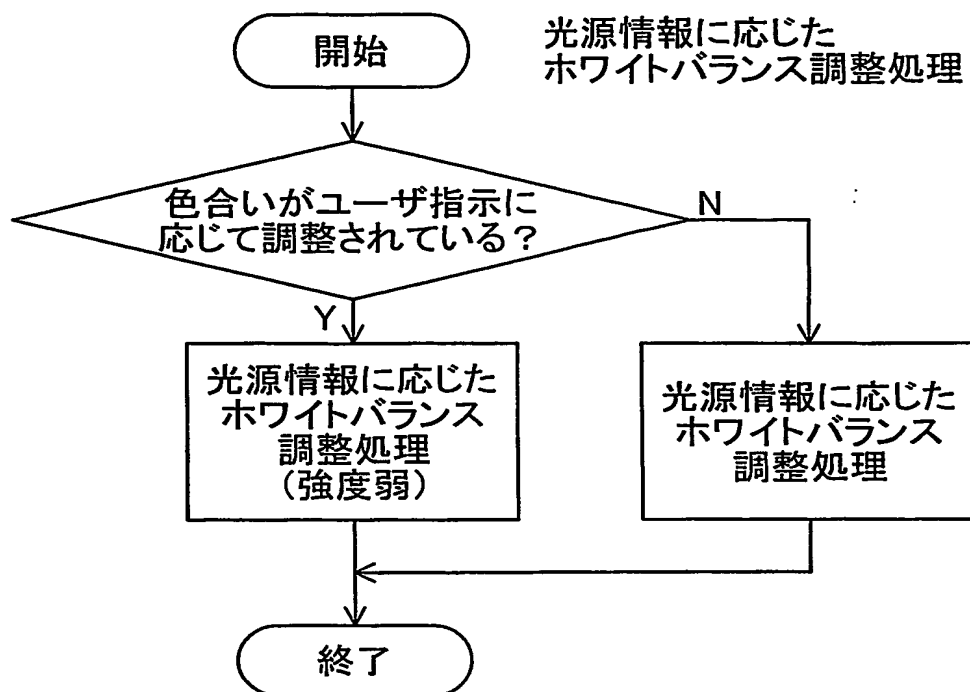 開始
光源情報に応じた
ホワイトバランス調整処理
色合いがユーザ指示に
応じて調整されている?
N
Y
光源情報に応じた
ホワイトバランス
調整処理
(強度弱)
光源情報に応じた
ホワイトバランス
調整処理
終了